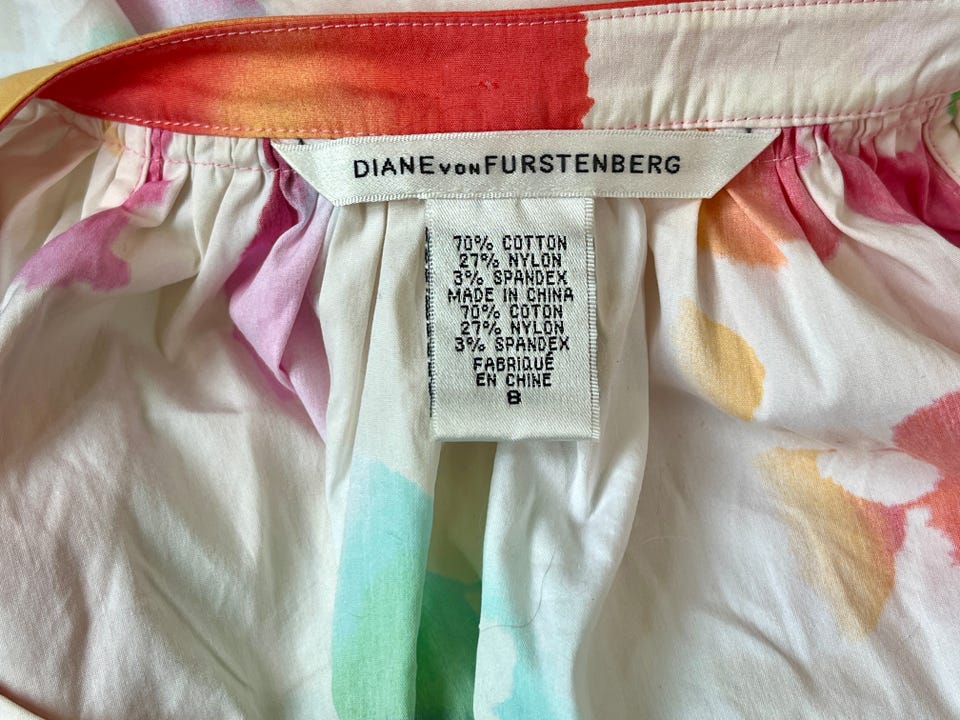 DIANE VON FURSTENBERG
70% COTTON
27% NYLON
3% SPANDEX
MADE IN CHINA
70% COTON
27% NYLON
3% SPANDEX
FABRIQUÉ
EN CHINE
8